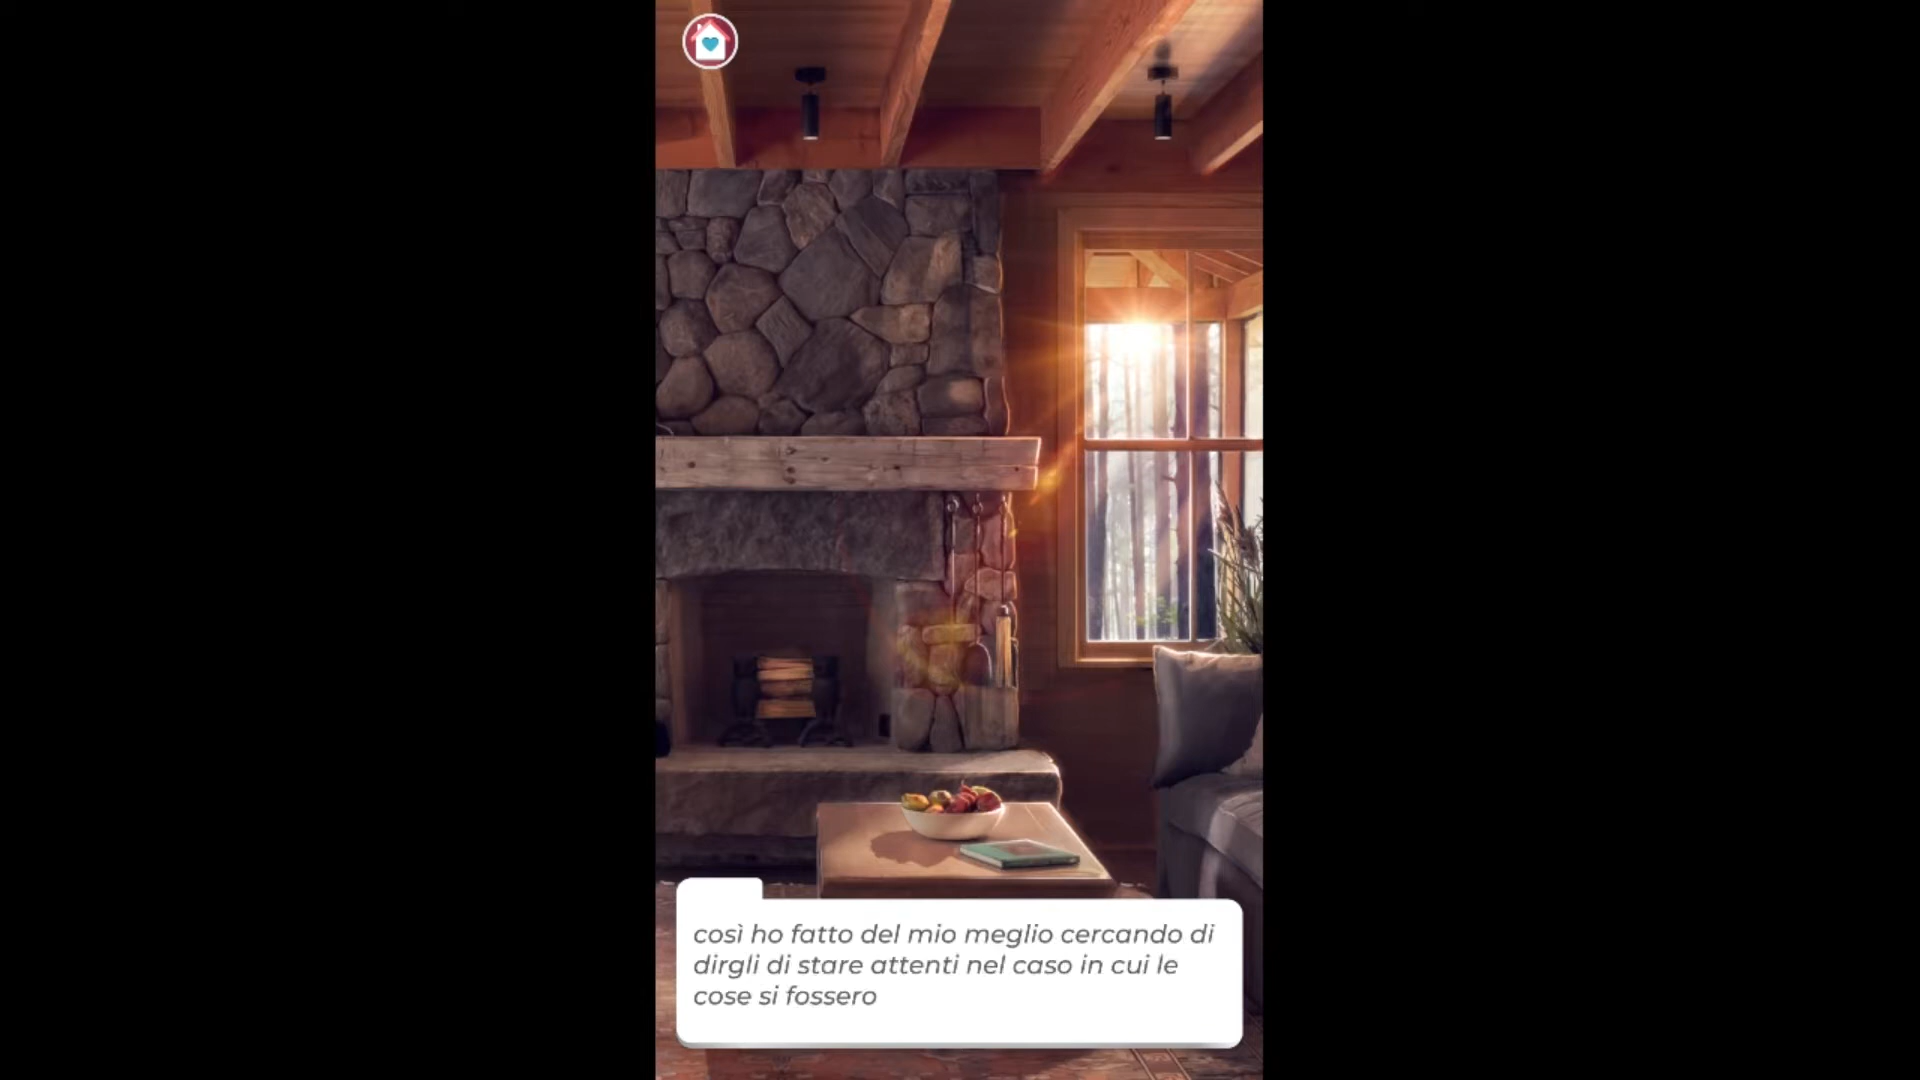 così ho fatto del mio meglio cercando di
dirgli di stare attenti nel caso in cui le
cose si fossero